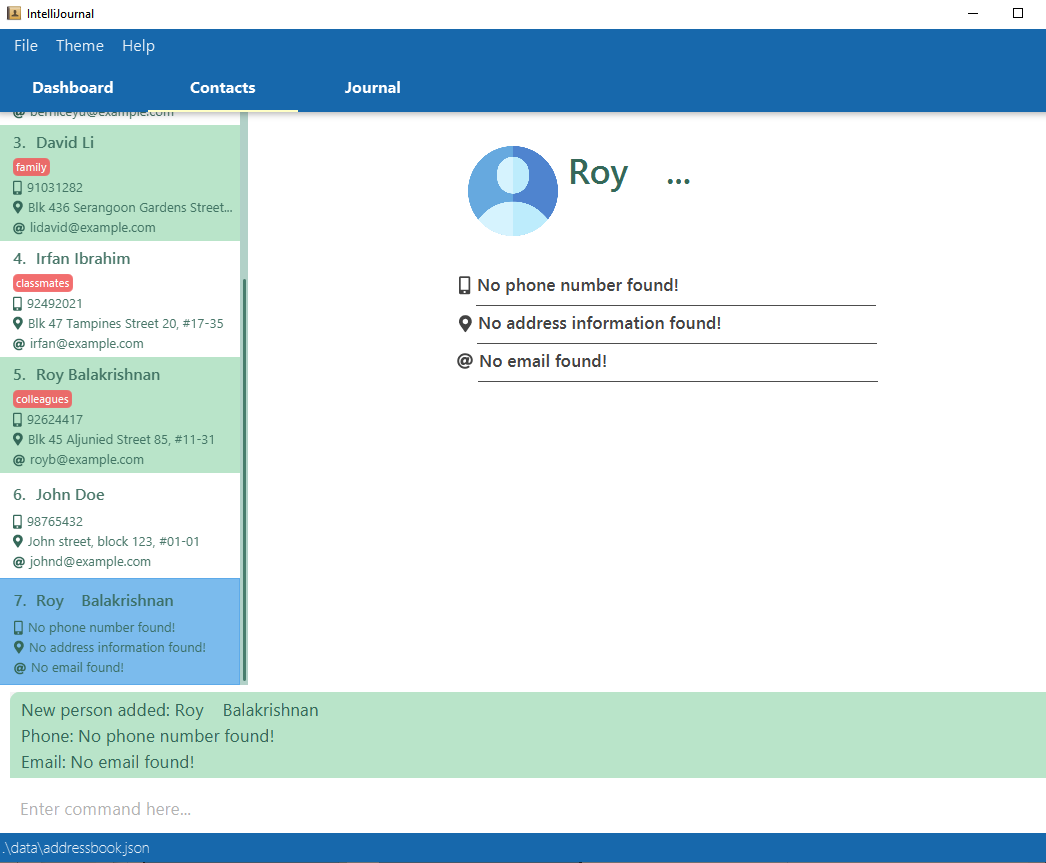 IntelliJournal
File Theme Help
Dashboard Contacts Journal
@ berniceyu@example.com
3. David Li
family
91031282
Blk 436 Serangoon Gardens Street...
@ lidavid@example.com
4. Irfan Ibrahim
classmates
92492021
Blk 47 Tampines Street 20, #17-35
@ irfan@example.com
5. Roy Balakrishnan
colleagues
92624417
Blk 45 Aljunied Street 85, #11-31
@ royb@example.com
6. John Doe
98765432
John street, block 123, #01-01
@ johnd@example.com
7. Roy    Balakrishnan
No phone number found!
No address information found!
@ No email found!
Roy    ...
No phone number found!
No address information found!
@ No email found!
New person added: Roy    Balakrishnan
Phone: No phone number found!
Email: No email found!
Enter command here...
.\data\addressbook.json